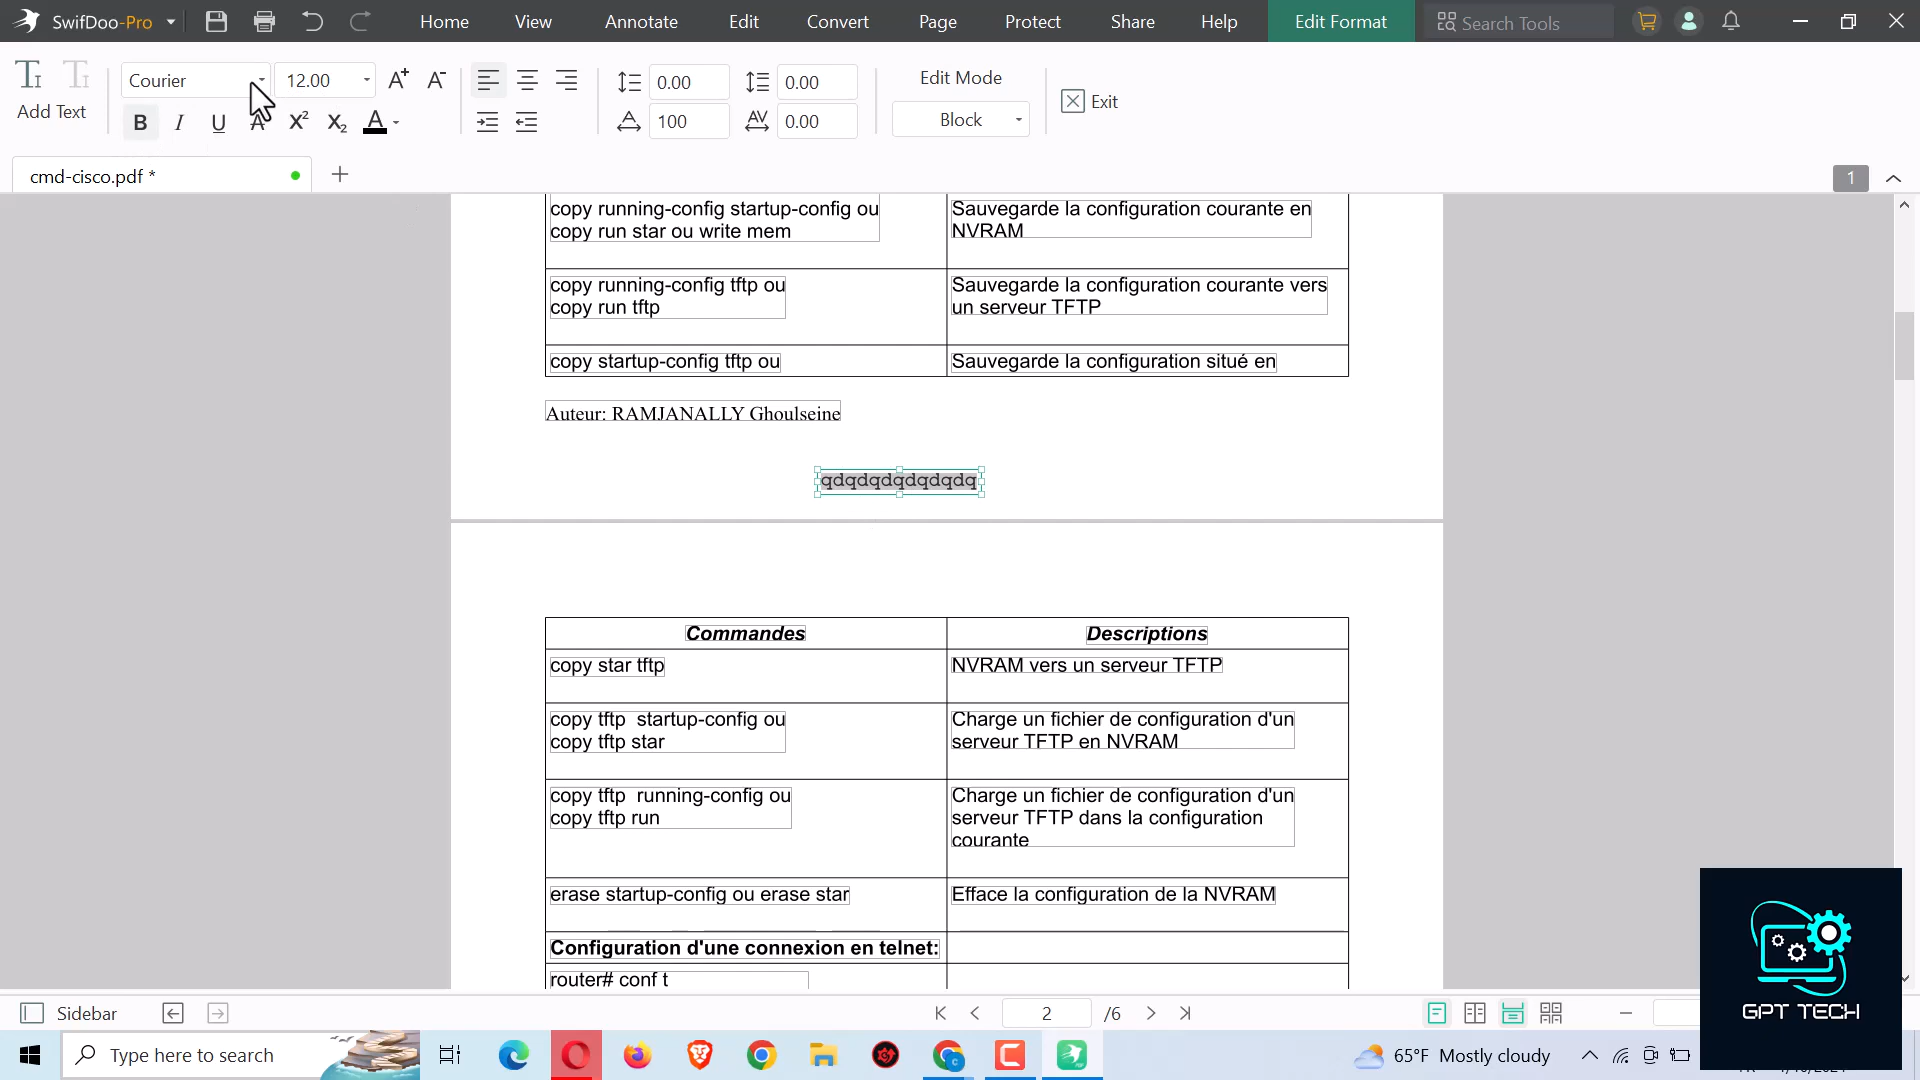 SwifDoo-Pro
Home
View
Annotate
Edit
Convert
Page
Protect
Share
Help
Edit Format
Search Tools
Add Text
Courier
12.00
B I U A X² X₂ A
0.00
0.00
100
0.00
Edit Mode
Block
Exit
cmd-cisco.pdf *
1
copy running-config startup-config ou
copy run star ou write mem
Sauvegarde la configuration courante en
NVRAM
copy running-config tftp ou
copy run tftp
Sauvegarde la configuration courante vers
un serveur TFTP
copy startup-config tftp ou
Sauvegarde la configuration situé en
Auteur: RAMJANALLY Ghoulseine
qdqdqdqdqdqdq
Commandes
Descriptions
copy star tftp
NVRAM vers un serveur TFTP
copy tftp startup-config ou
copy tftp star
Charge un fichier de configuration d'un
serveur TFTP en NVRAM
copy tftp running-config ou
copy tftp run
Charge un fichier de configuration d'un
serveur TFTP dans la configuration
courante
erase startup-config ou erase star
Efface la configuration de la NVRAM
Configuration d'une connexion en telnet:
router# conf t
GPT TECH
Sidebar
2
/6
Type here to search
65°F Mostly cloudy